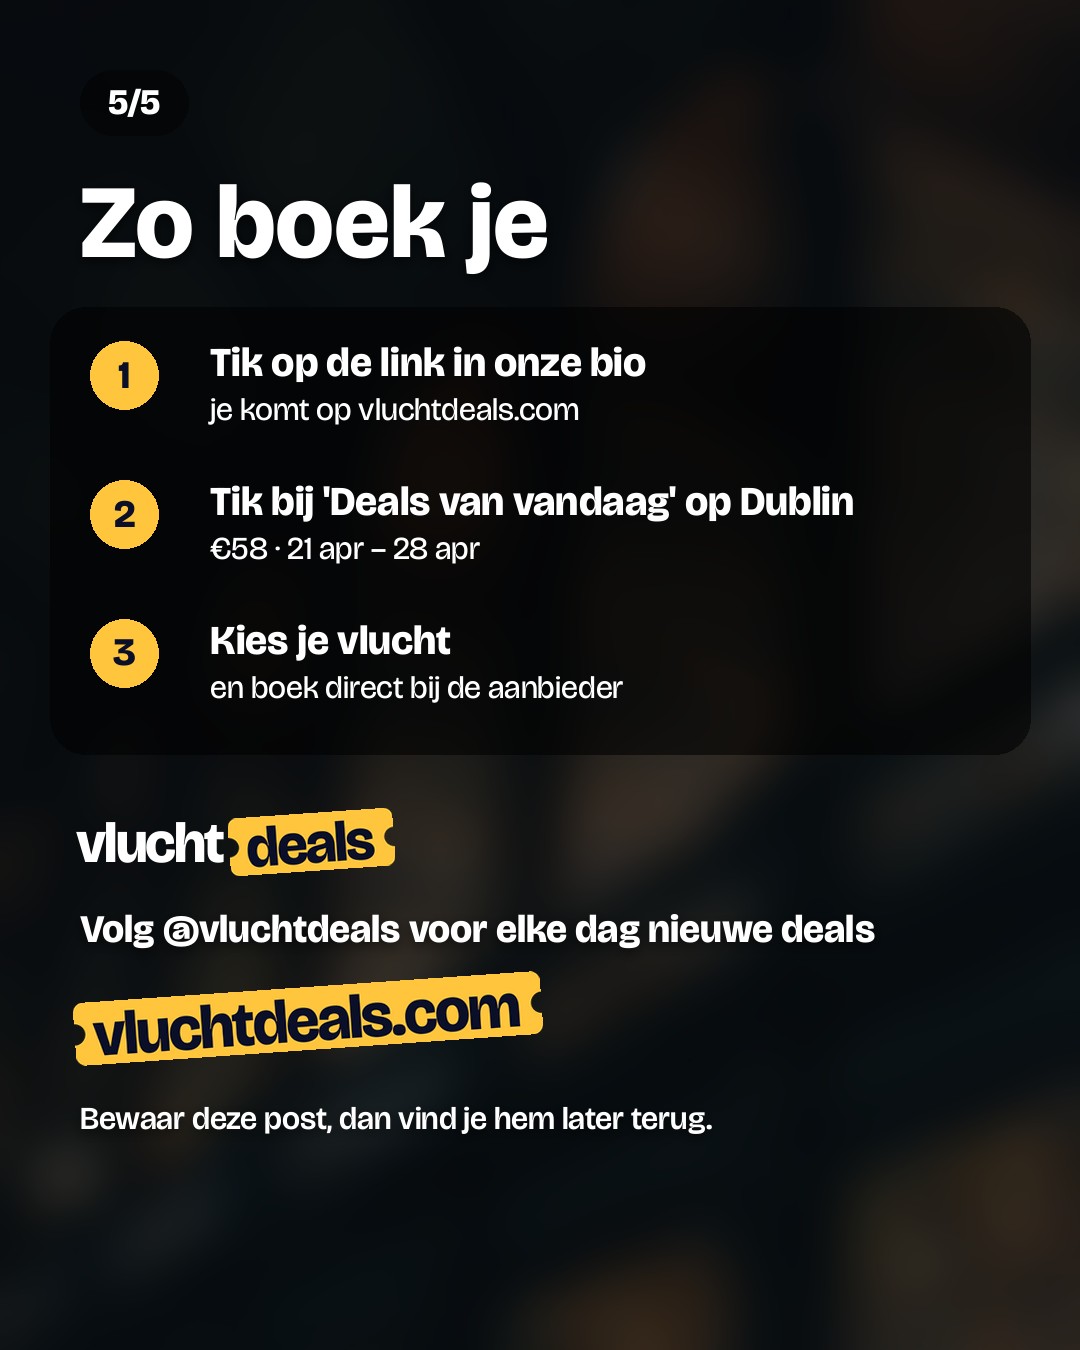 5/5
Zo boek je
1
Tik op de link in onze bio
je komt op vluchtdeals.com
2
Tik bij 'Deals van vandaag' op Dublin
€58 · 21 apr – 28 apr
3
Kies je vlucht
en boek direct bij de aanbieder
vlucht deals
Volg @vluchtdeals voor elke dag nieuwe deals
vluchtdeals.com
Bewaar deze post, dan vind je hem later terug.